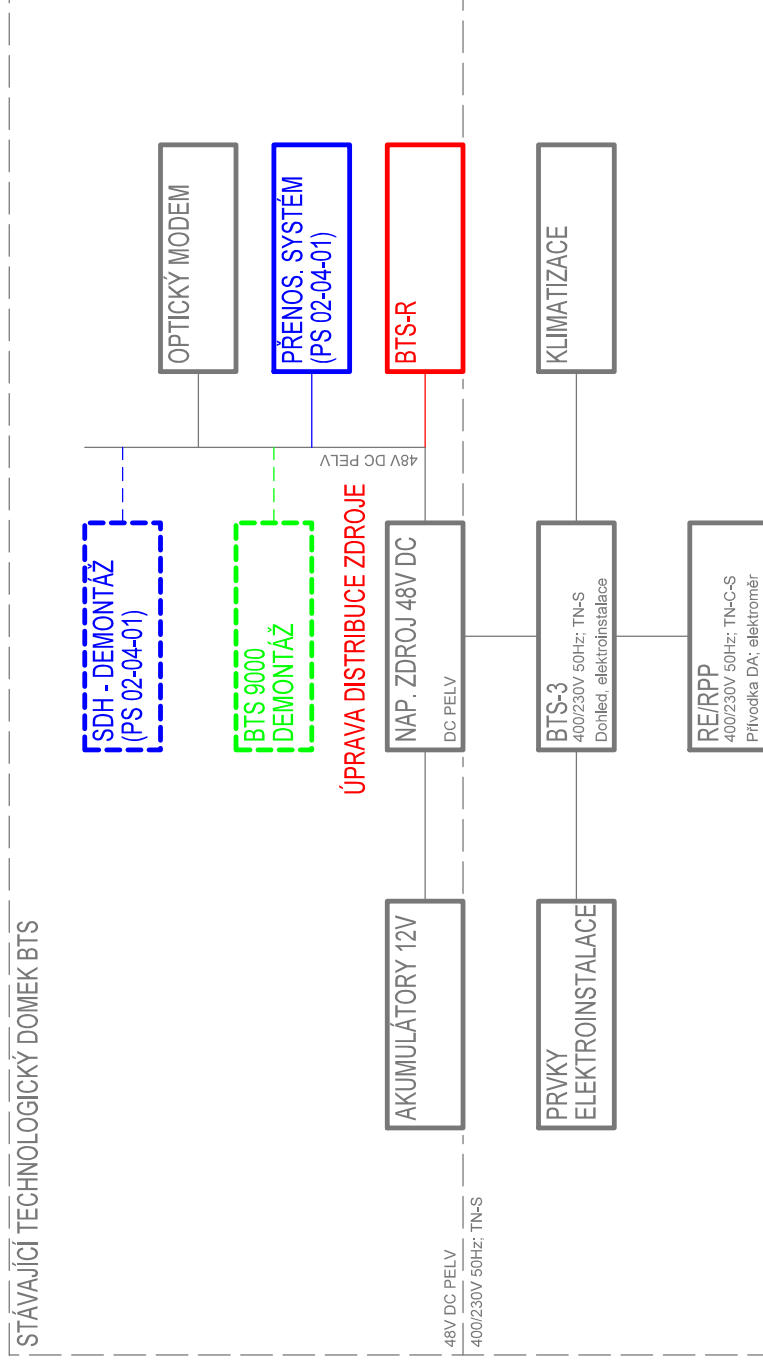 STÁVAJÍCÍ TECHNOLOGICKÝ DOMEK BTS
SDH - DEMONTÁŽ
(PS 02-04-01)
OPTICKÝ MODEM
BTS 9000
DEMONTÁŽ
PŘENOS. SYSTÉM
(PS 02-04-01)
48V DC PELV
ÚPRAVA DISTRIBUCE ZDROJE
AKUMULÁTORY 12V
NAP. ZDROJ 48V DC
DC PELV
BTS-R
48V DC PELV
400/230V 50Hz; TN-S
PRVKY
ELEKTROINSTALACE
BTS-3
400/230V 50Hz; TN-S
Dohled, elektroinstalace
KLIMATIZACE
RE/RPP
400/230V 50Hz; TN-C-S
Přívodka DA; elektroměr